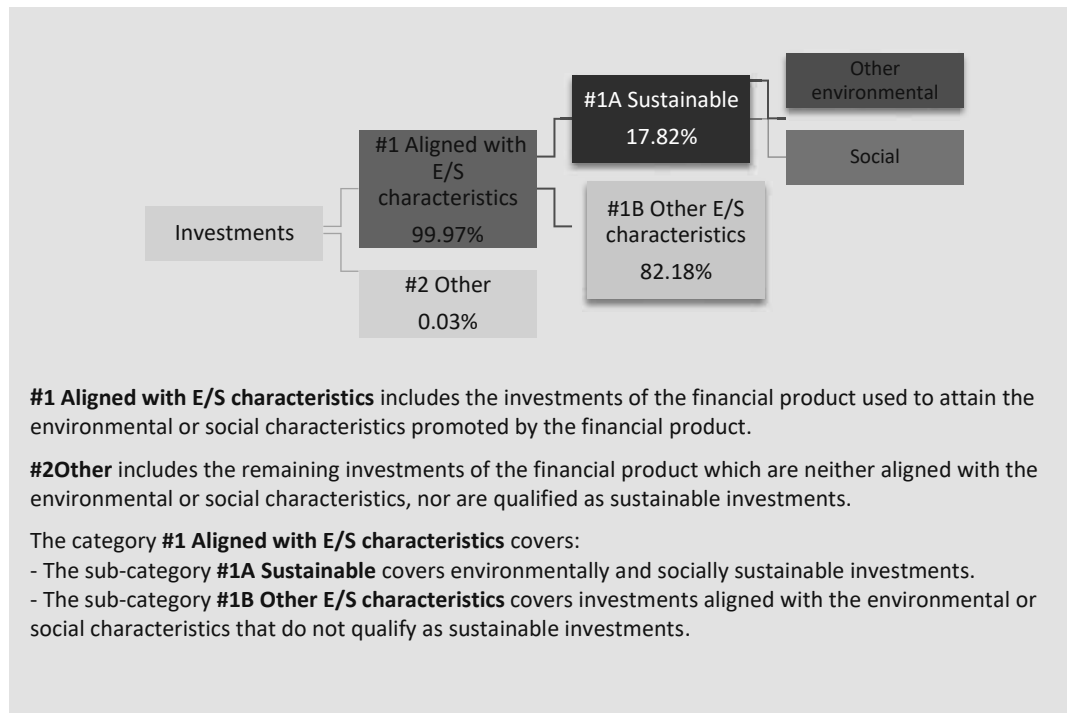 Investments
#1 Aligned with
E/S
characteristics
99.97%
#2 Other
0.03%
#1A Sustainable
17.82%
#1B Other E/S
characteristics
82.18%
Other
environmental
Social
#1 Aligned with E/S characteristics includes the investments of the financial product used to attain the
environmental or social characteristics promoted by the financial product.
#2Other includes the remaining investments of the financial product which are neither aligned with the
environmental or social characteristics, nor are qualified as sustainable investments.
The category #1 Aligned with E/S characteristics covers:
- The sub-category #1A Sustainable covers environmentally and socially sustainable investments.
- The sub-category #1B Other E/S characteristics covers investments aligned with the environmental or
social characteristics that do not qualify as sustainable investments.